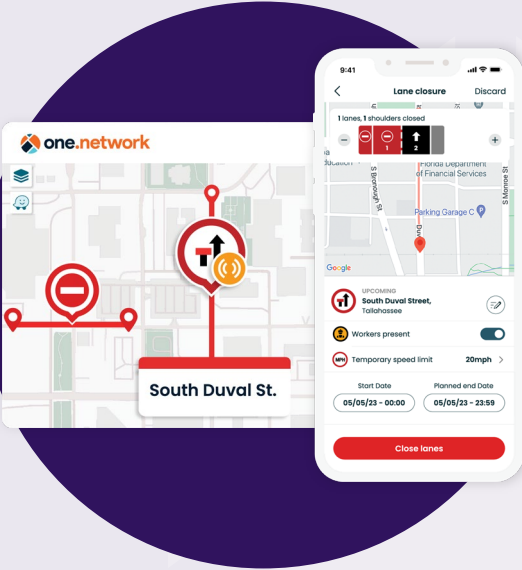 one.network
South Duval St.
9:41
Lane closure
Discard
1 lanes, 1 shoulders closed
1
2
Florida Department
of Financial Services
S Bronough St
S Monroe St
Parking Garage C
Google
UPCOMING
South Duval Street,
Tallahassee
Workers present
MPH
Temporary speed limit
20mph
Start Date
Planned end Date
05/05/23 - 00:00
05/05/23 - 23:59
Close lanes